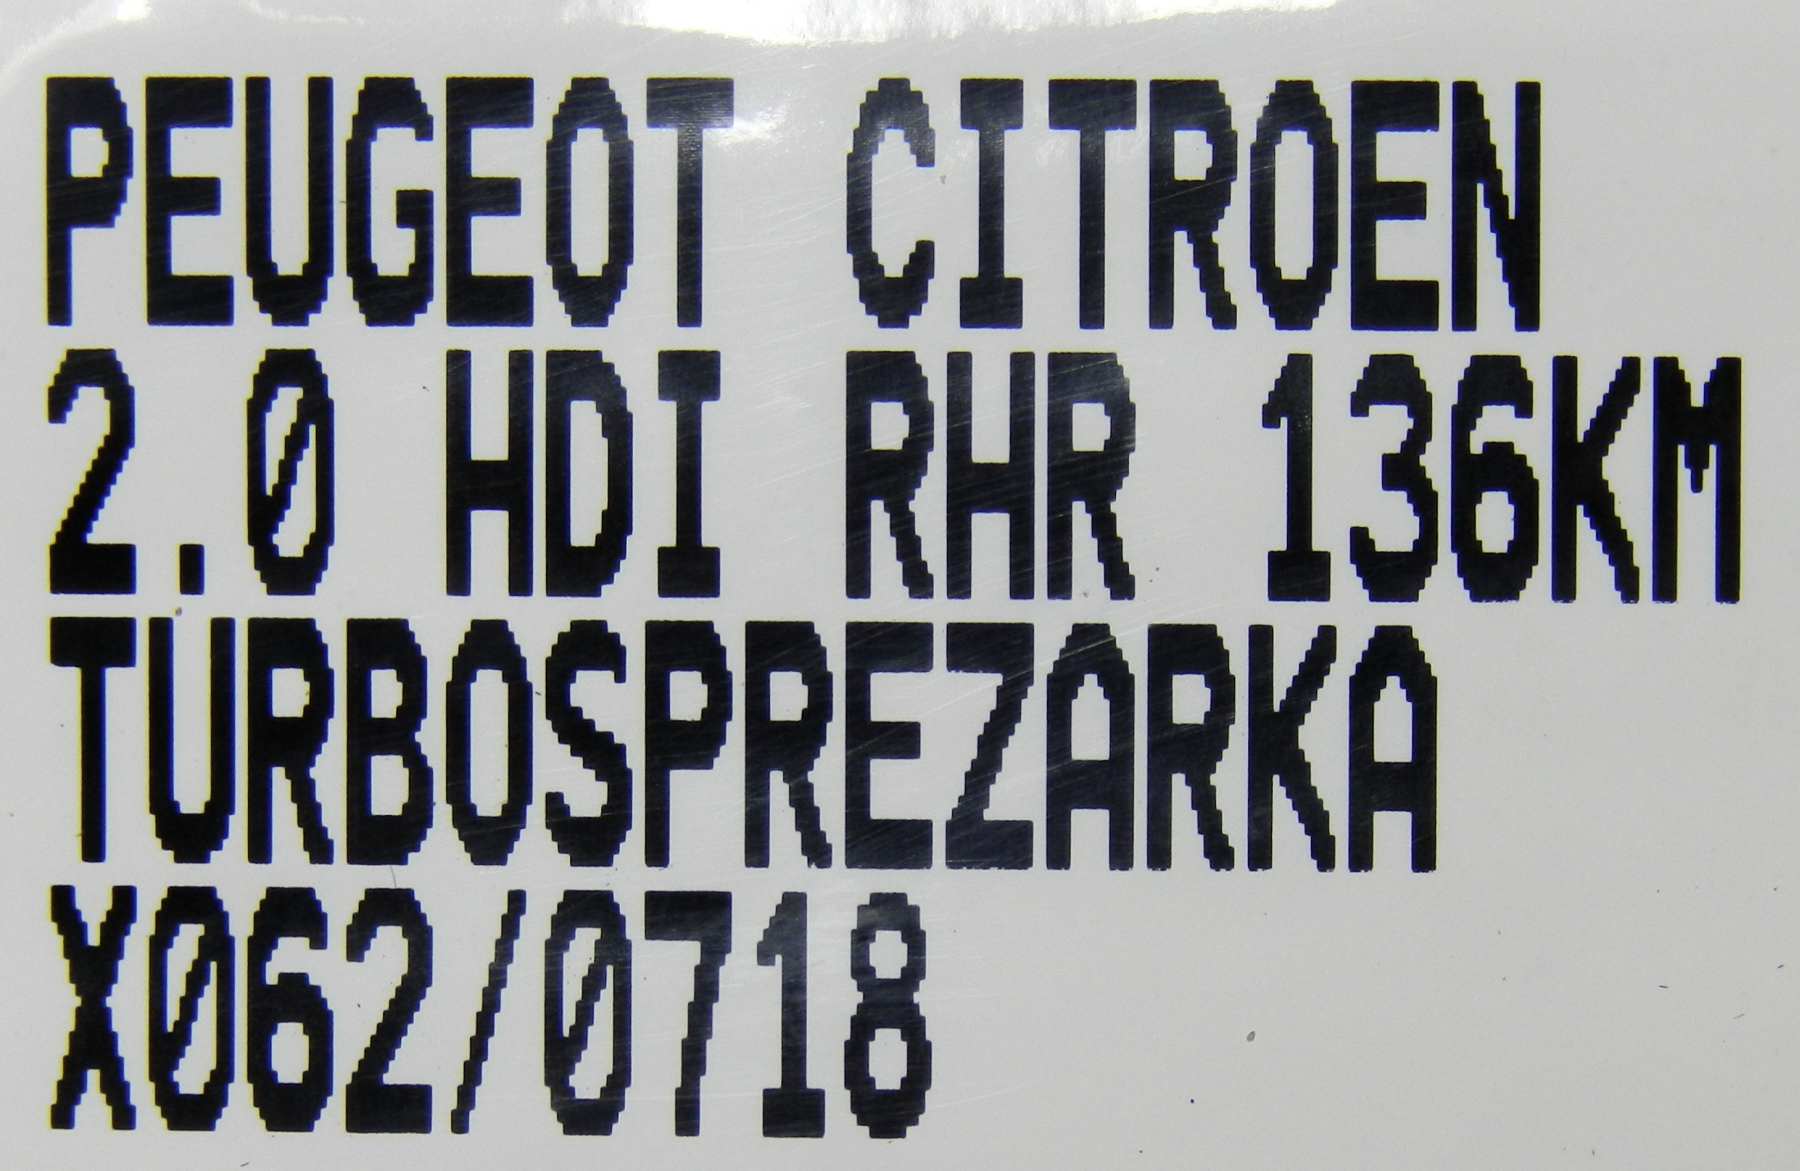 PEUGEOT CITROEN
2.0 HDI RHR 136KM
TURBOSPREZARKA
X062/0718